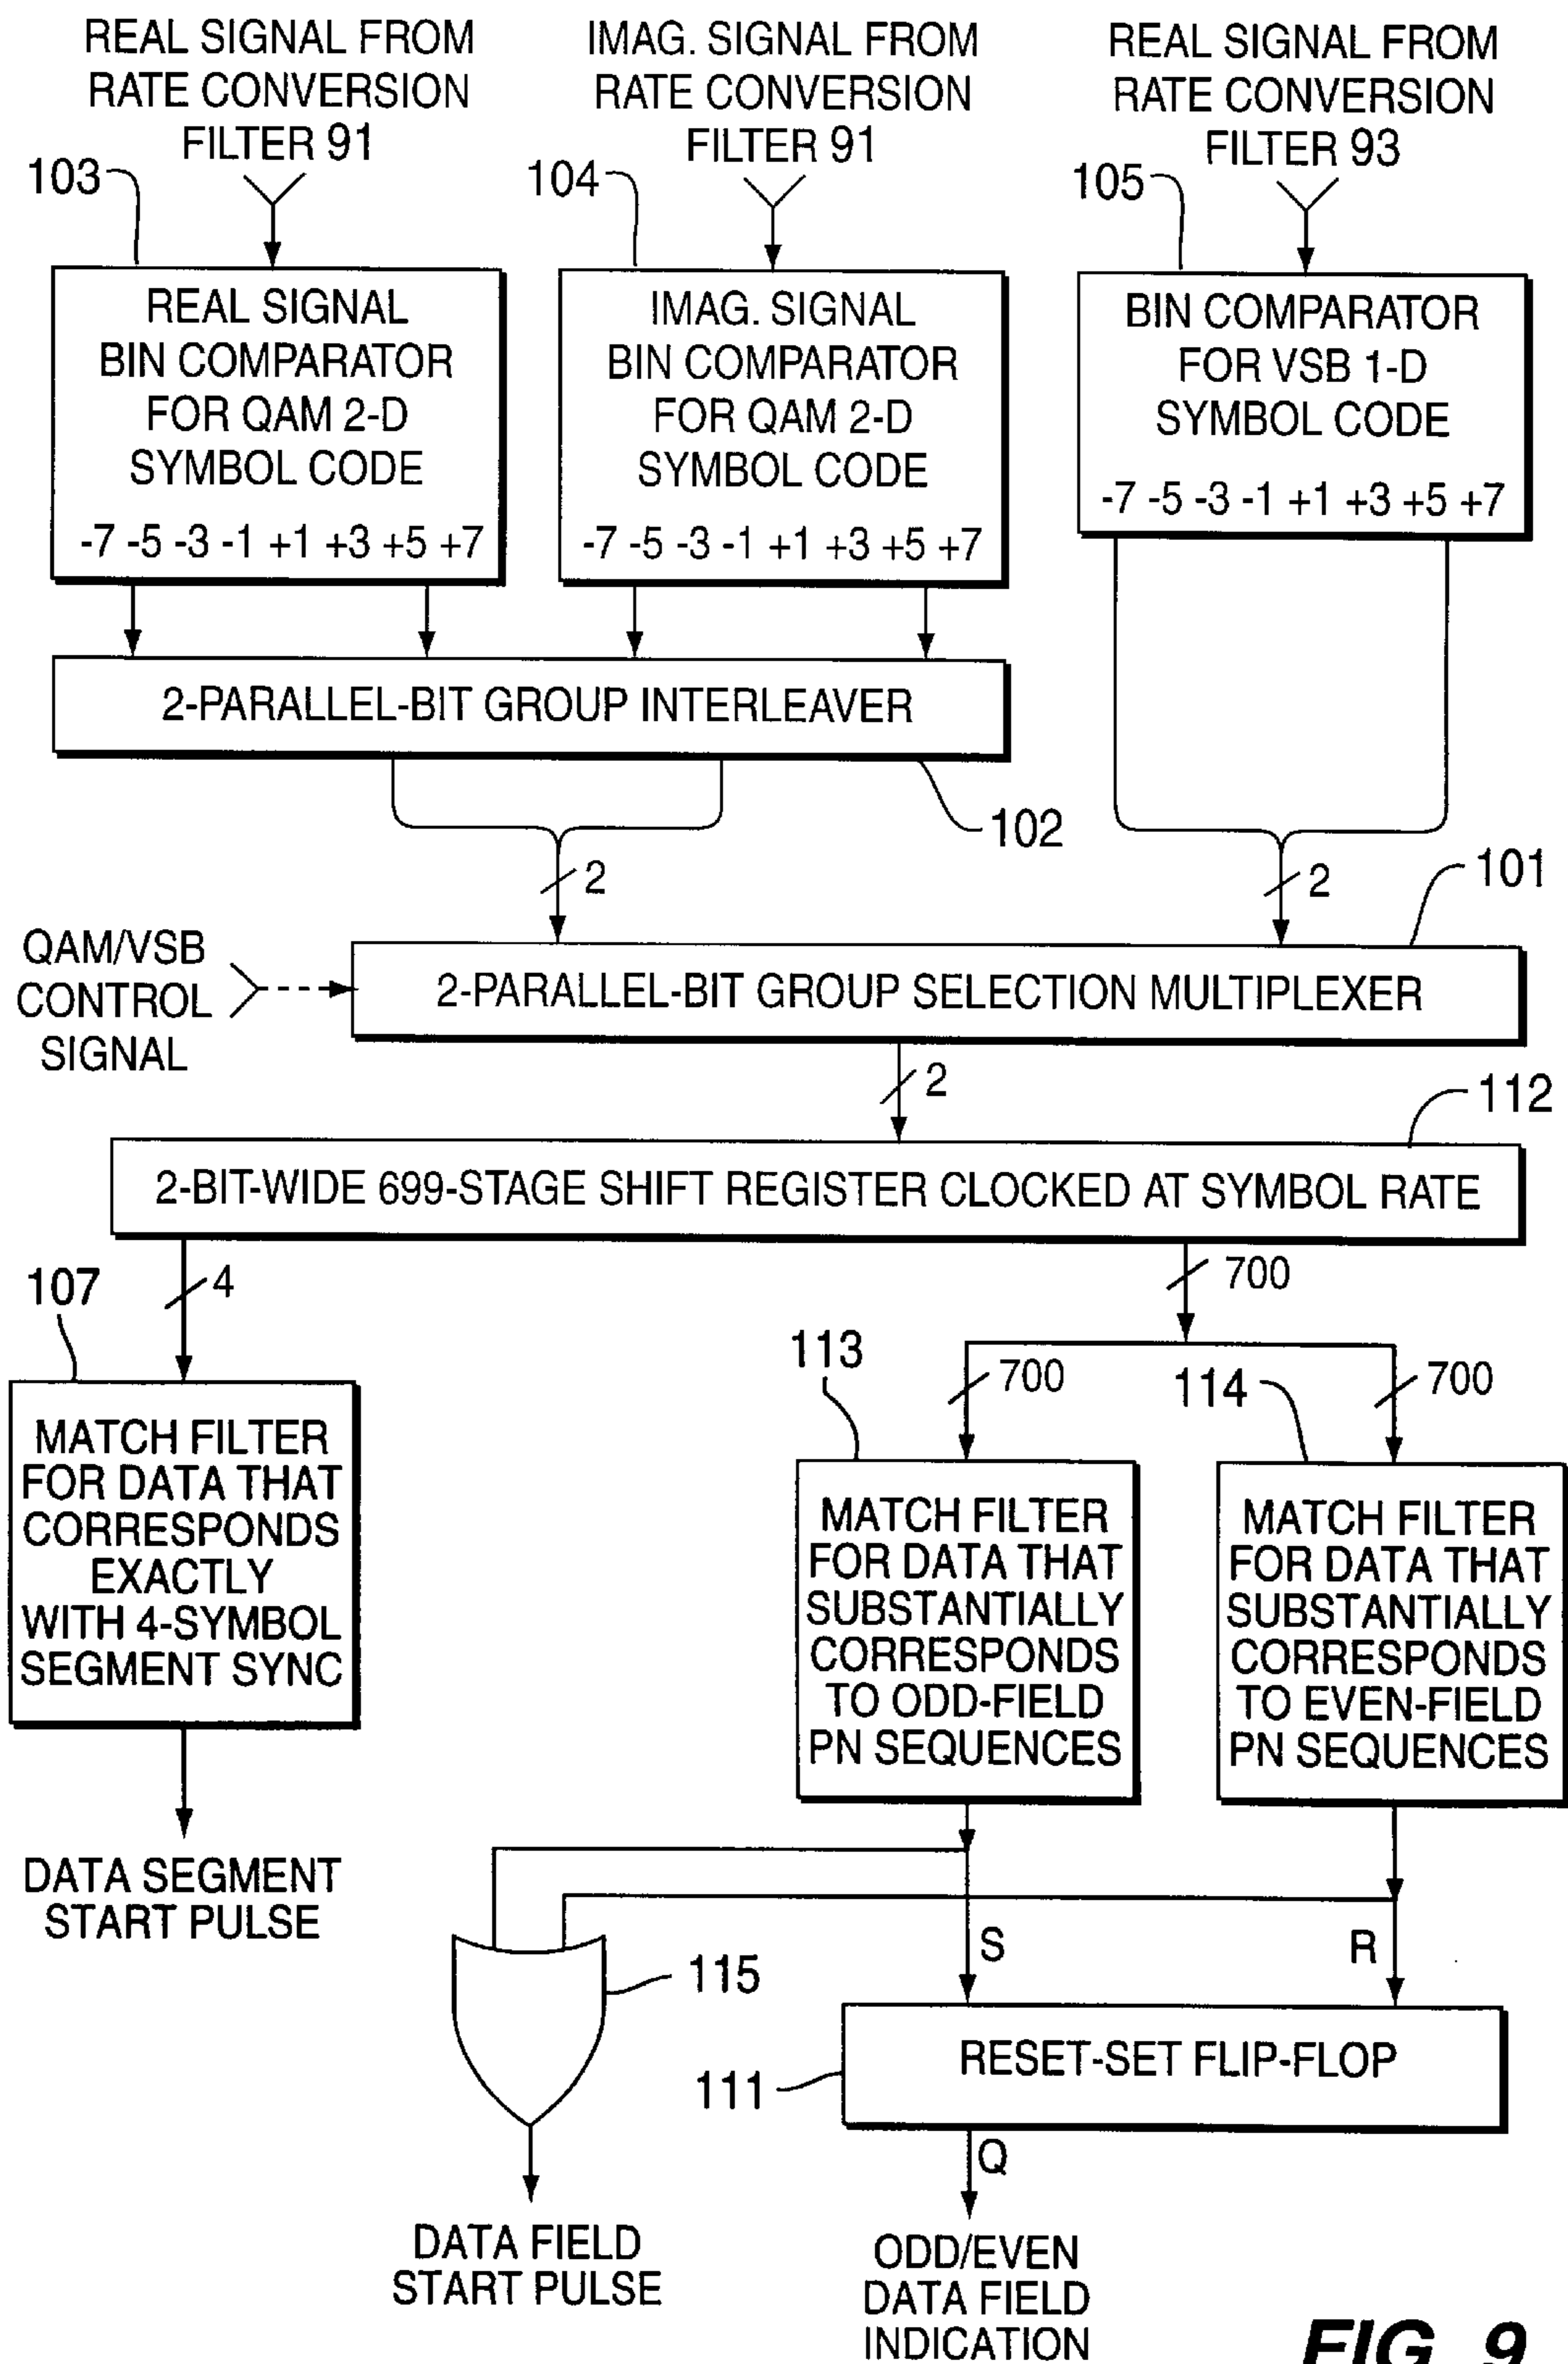 REAL SIGNAL FROM
RATE CONVERSION
FILTER 91
IMAG. SIGNAL FROM
RATE CONVERSION
FILTER 91
REAL SIGNAL FROM
RATE CONVERSION
FILTER 93
103
104
105
REAL SIGNAL
BIN COMPARATOR
FOR QAM 2-D
SYMBOL CODE
-7 -5 -3 -1 +1 +3 +5 +7
IMAG. SIGNAL
BIN COMPARATOR
FOR QAM 2-D
SYMBOL CODE
-7 -5 -3 -1 +1 +3 +5 +7
BIN COMPARATOR
FOR VSB 1-D
SYMBOL CODE
-7 -5 -3 -1 +1 +3 +5 +7
2-PARALLEL-BIT GROUP INTERLEAVER
102
2
2
101
QAM/VSB
CONTROL
SIGNAL
2-PARALLEL-BIT GROUP SELECTION MULTIPLEXER
2
112
2-BIT-WIDE 699-STAGE SHIFT REGISTER CLOCKED AT SYMBOL RATE
107
4
700
113
700
114
700
MATCH FILTER
FOR DATA THAT
CORRESPONDS
EXACTLY
WITH 4-SYMBOL
SEGMENT SYNC
MATCH FILTER
FOR DATA THAT
SUBSTANTIALLY
CORRESPONDS
TO ODD-FIELD
PN SEQUENCES
MATCH FILTER
FOR DATA THAT
SUBSTANTIALLY
CORRESPONDS
TO EVEN-FIELD
PN SEQUENCES
DATA SEGMENT
START PULSE
S
R
115
111
RESET-SET FLIP-FLOP
Q
DATA FIELD
START PULSE
ODD/EVEN
DATA FIELD
INDICATION
FIG. 9